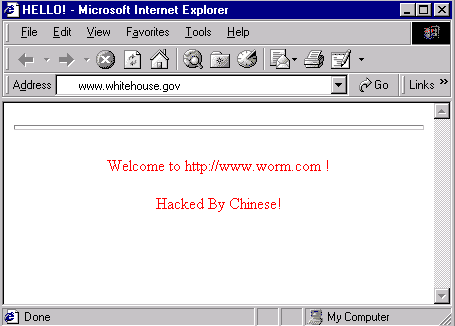 HELLO! - Microsoft Internet Explorer
File Edit View Favorites Tools Help
Address www.whitehouse.gov Go Links »
Welcome to http://www.worm.com !
Hacked By Chinese!
Done My Computer